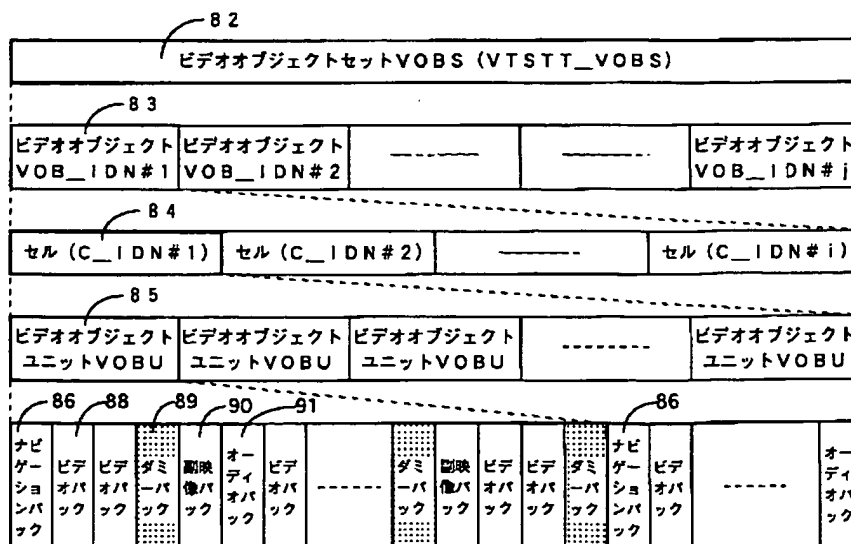 82
ビデオオブジェクトセットVOBS (VTSTT__VOBS)
83
ビデオオブジェクト
VOB__IDN#1
ビデオオブジェクト
VOB__IDN#2
ビデオオブジェクト
VOB__IDN#j
84
セル (C__IDN#1)
セル (C__IDN#2)
セル (C__IDN#i)
85
ビデオオブジェクト
ユニットVOBU
ビデオオブジェクト
ユニットVOBU
ビデオオブジェクト
ユニットVOBU
ビデオオブジェクト
ユニットVOBU
86
88
89
90
91
86
ナビゲーションパック
ビデオパック
ビデオパック
ダミーパック
副映像パック
オーディオパック
ビデオパック
ダミーパック
副映像パック
ビデオパック
ビデオパック
ダミーパック
ナビゲーションパック
ビデオパック
オーディオパック